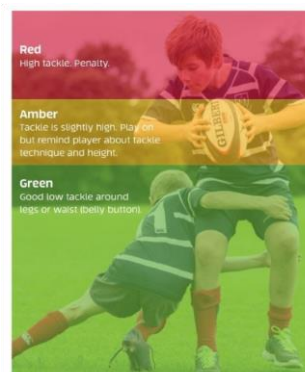 Red
High tackle. Penalty.
Amber
Tackle is slightly high. Play on
but remind player about tackle
technique and height.
Green
Good low tackle around
legs or waist (belly button).
GILBERT